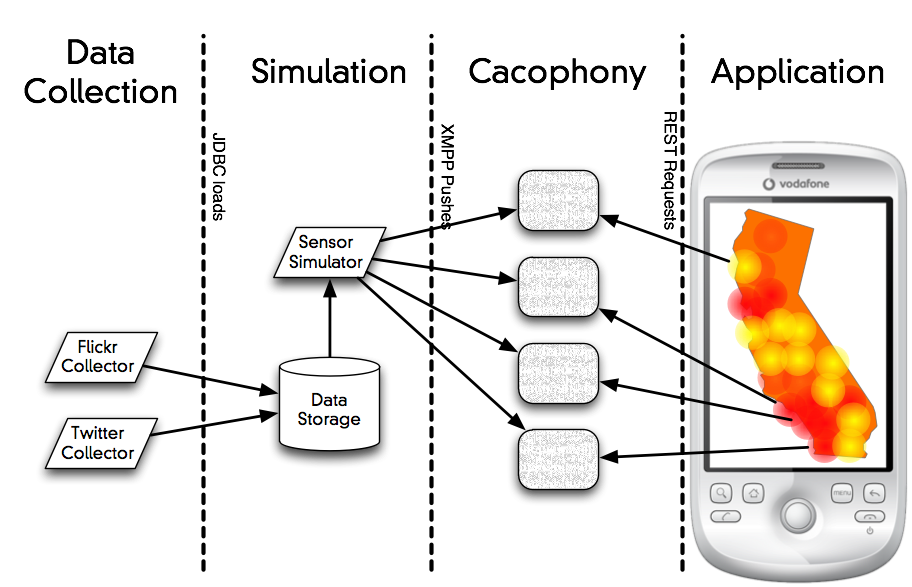 Data
Collection
Simulation
Cacophony
Application
JDBC loads
XMPP Pushes
REST Requests
vodafone
Sensor
Simulator
Flickr
Collector
Data
Storage
Twitter
Collector
MENU